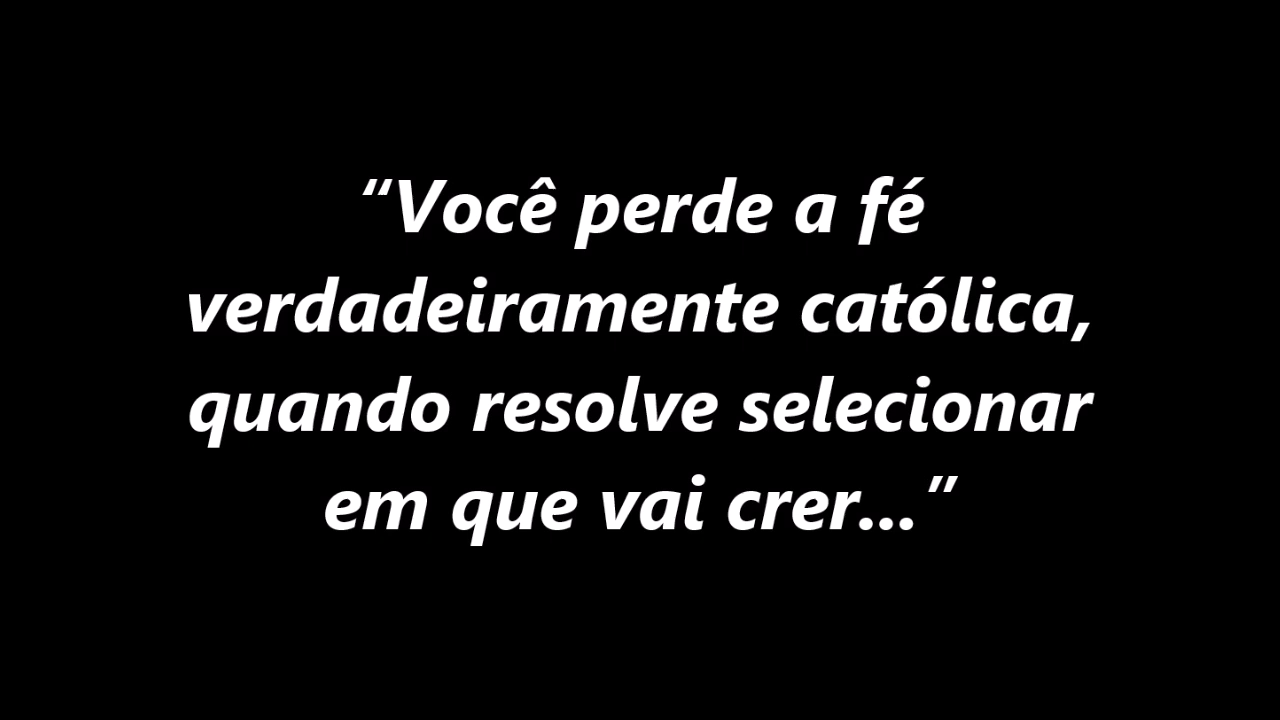 “Você perde a fé
verdadeiramente católica,
quando resolve selecionar
em que vai crer...”